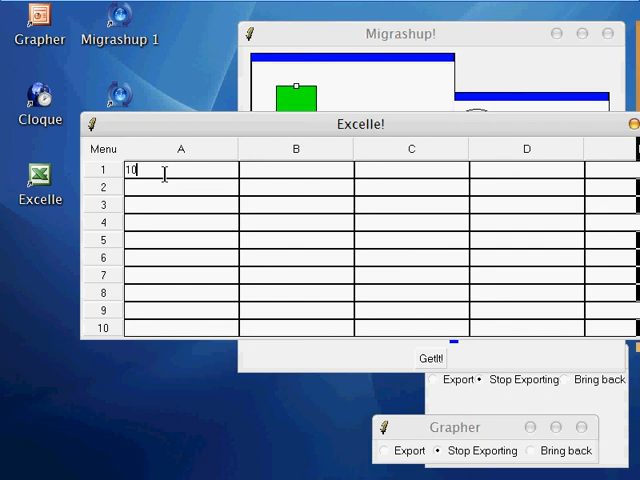 Grapher
Migrashup 1
Migrashup!
Cloque
Excelle!
Menu A B C D
1 10
2
3
4
5
6
7
8
9
10
Excelle
GetIt!
Export Stop Exporting Bring back
Grapher
Export Stop Exporting Bring back